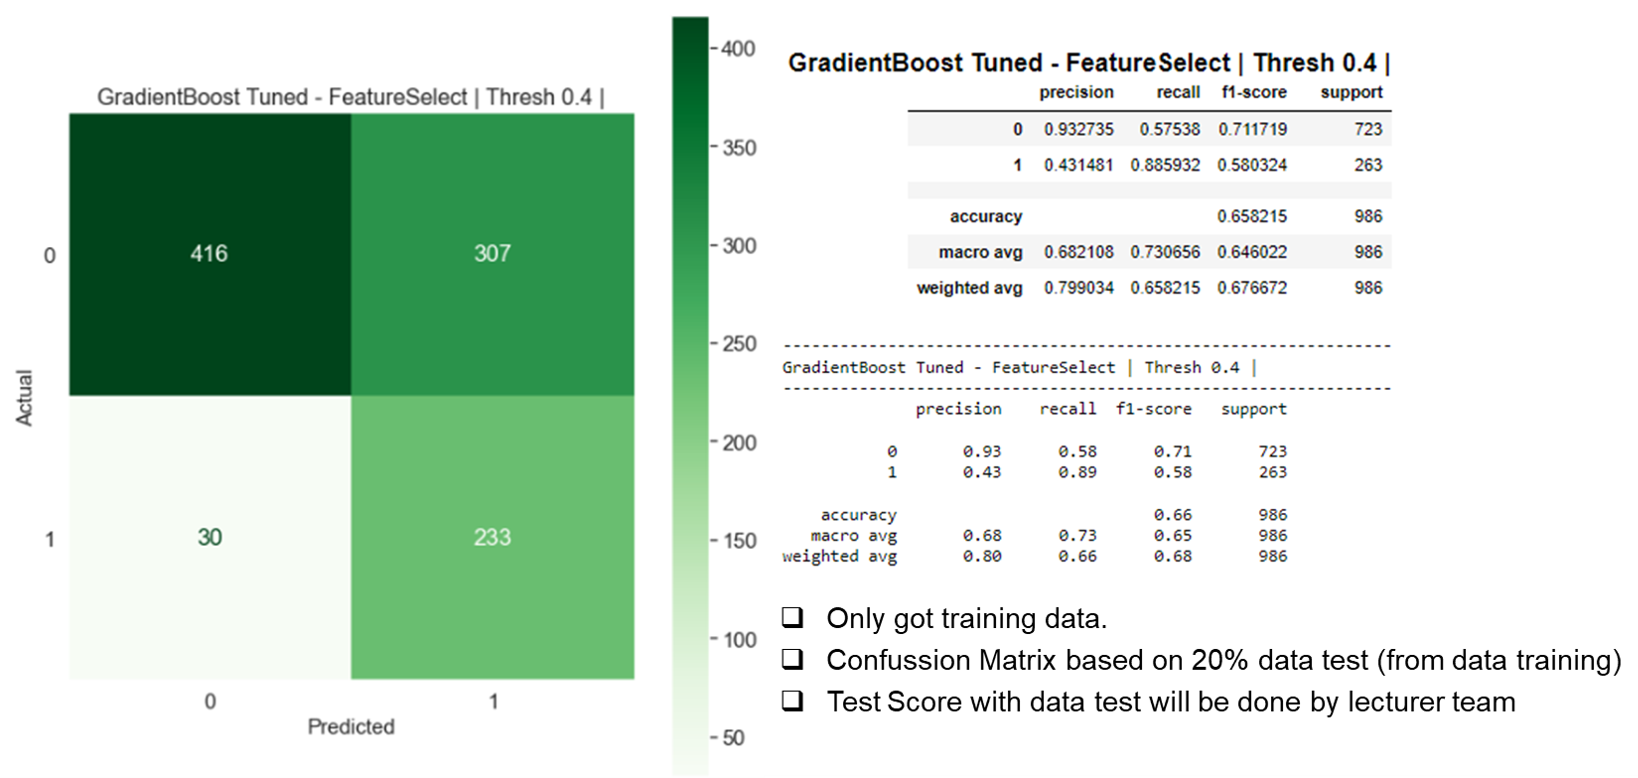 GradientBoost Tuned - FeatureSelect | Thresh 0.4 |
416 307
30 233
0
1
Actual
0 1
Predicted
400
350
300
250
200
150
100
50
GradientBoost Tuned - FeatureSelect | Thresh 0.4 |
precision recall f1-score support
0 0.932735 0.57538 0.711719 723
1 0.431481 0.885932 0.580324 263
accuracy 0.658215 986
macro avg 0.682108 0.730656 0.646022 986
weighted avg 0.799034 0.658215 0.676672 986
----------------------------------------------------------------
GradientBoost Tuned - FeatureSelect | Thresh 0.4 |
----------------------------------------------------------------
precision recall f1-score support
0 0.93 0.58 0.71 723
1 0.43 0.89 0.58 263
accuracy 0.66 986
macro avg 0.68 0.73 0.65 986
weighted avg 0.80 0.66 0.68 986
❑ Only got training data.
❑ Confussion Matrix based on 20% data test (from data training)
❑ Test Score with data test will be done by lecturer team